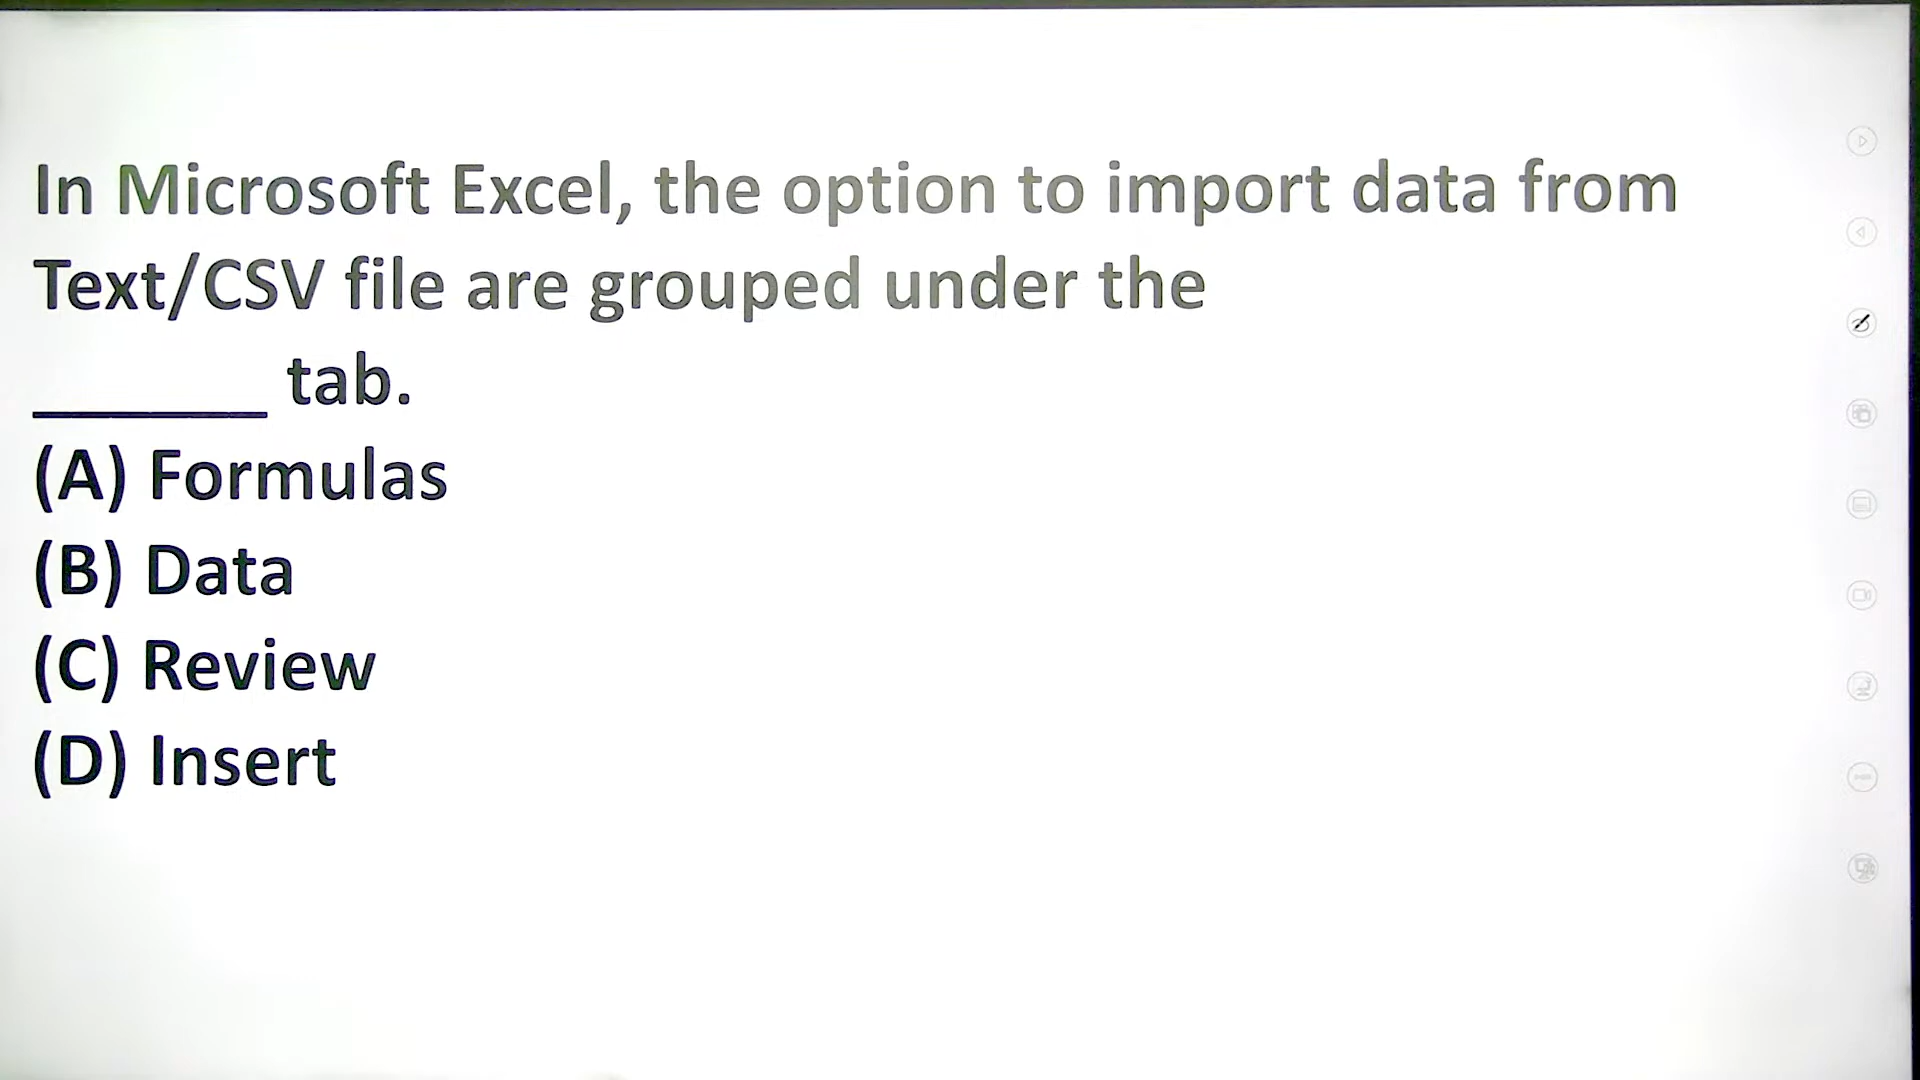 In Microsoft Excel, the option to import data from
Text/CSV file are grouped under the
_______ tab.
(A) Formulas
(B) Data
(C) Review
(D) Insert